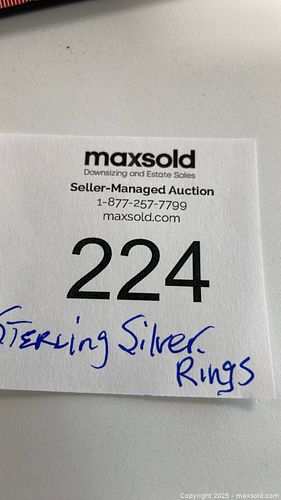 maxsold
Downsizing and Estate Sales
Seller-Managed Auction
1-877-257-7799
maxsold.com
224
Sterling Silver.
Rings
Copyright 2025 - maxsold.com